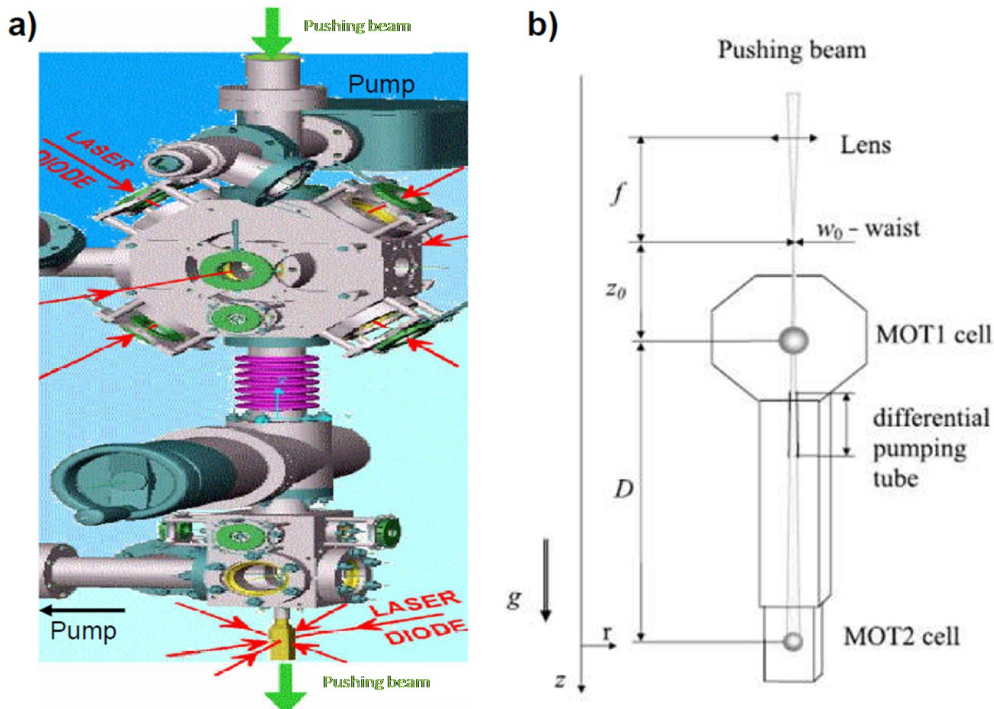 a)
Pushing beam
Pump
LASER
DIODE
LASER
DIODE
Pump
Pushing beam
b)
Pushing beam
Lens
f
w0 - waist
z0
MOT1 cell
differential
pumping
tube
D
g
r
MOT2 cell
z